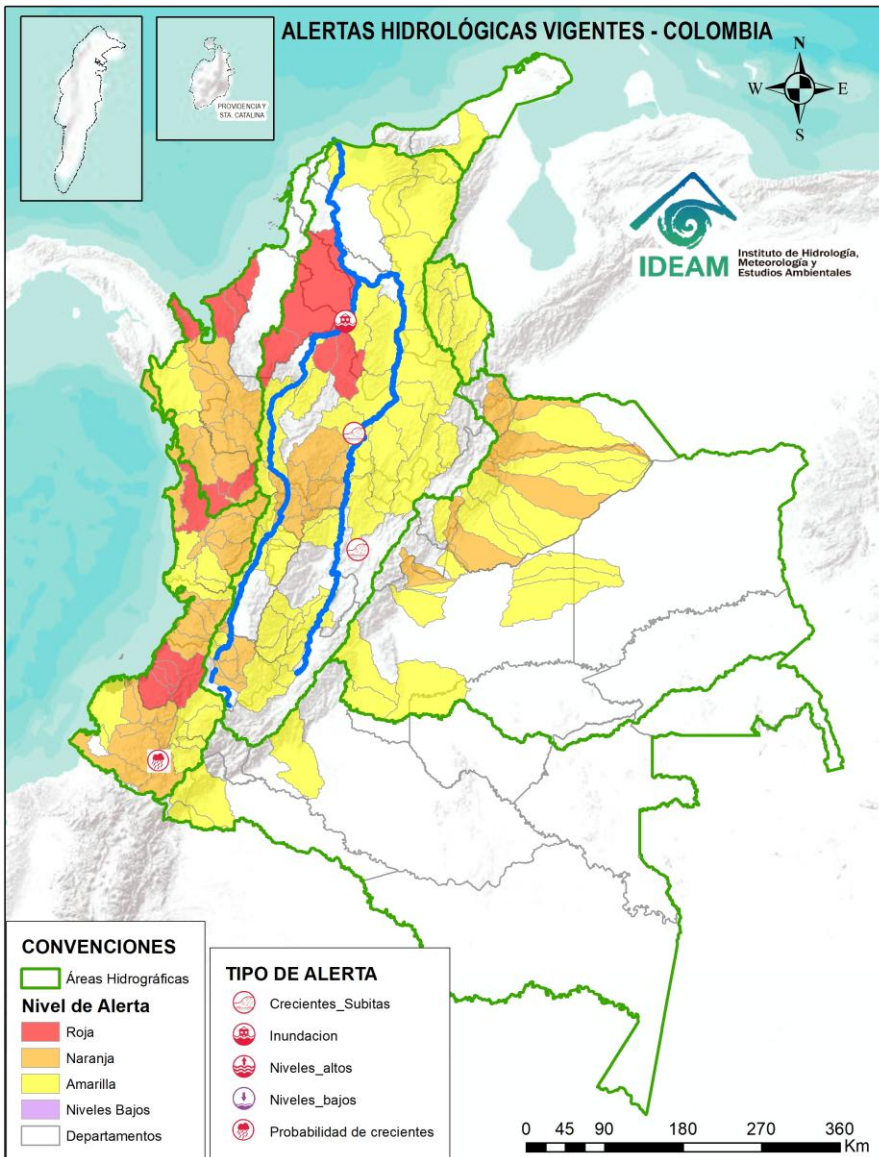 ALERTAS HIDROLÓGICAS VIGENTES - COLOMBIA
PROVIDENCIA Y
STA. CATALINA
N
W
E
S
IDEAM
Instituto de Hidrología,
Meteorología y
Estudios Ambientales
CONVENCIONES
Áreas Hidrográficas
Nivel de Alerta
Roja
Naranja
Amarilla
Niveles Bajos
Departamentos
TIPO DE ALERTA
Crecientes_Subitas
Inundacion
Niveles_altos
Niveles_bajos
Probabilidad de crecientes
0 45 90 180 270 360
Km